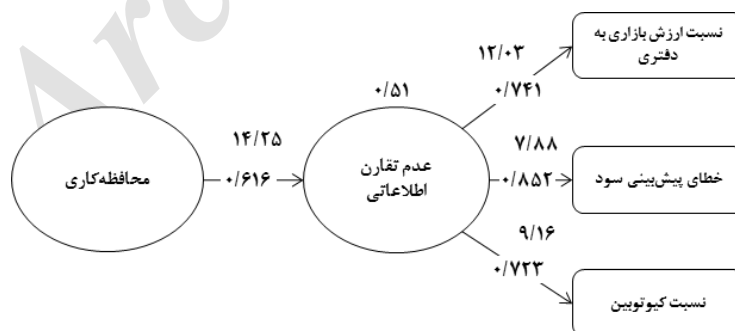 نسبت ارزش بازاری به
دفتری
۱۲/۰۳
۰/۷۴۱
۰/۵۱
۱۴/۲۵
۷/۸۸
محافظه‌کاری
۰/۶۱۶
عدم تقارن
اطلاعاتی
۰/۸۵۲
خطای پیش‌بینی سود
۹/۱۶
۰/۷۲۳
نسبت کیوتوبین
Arc